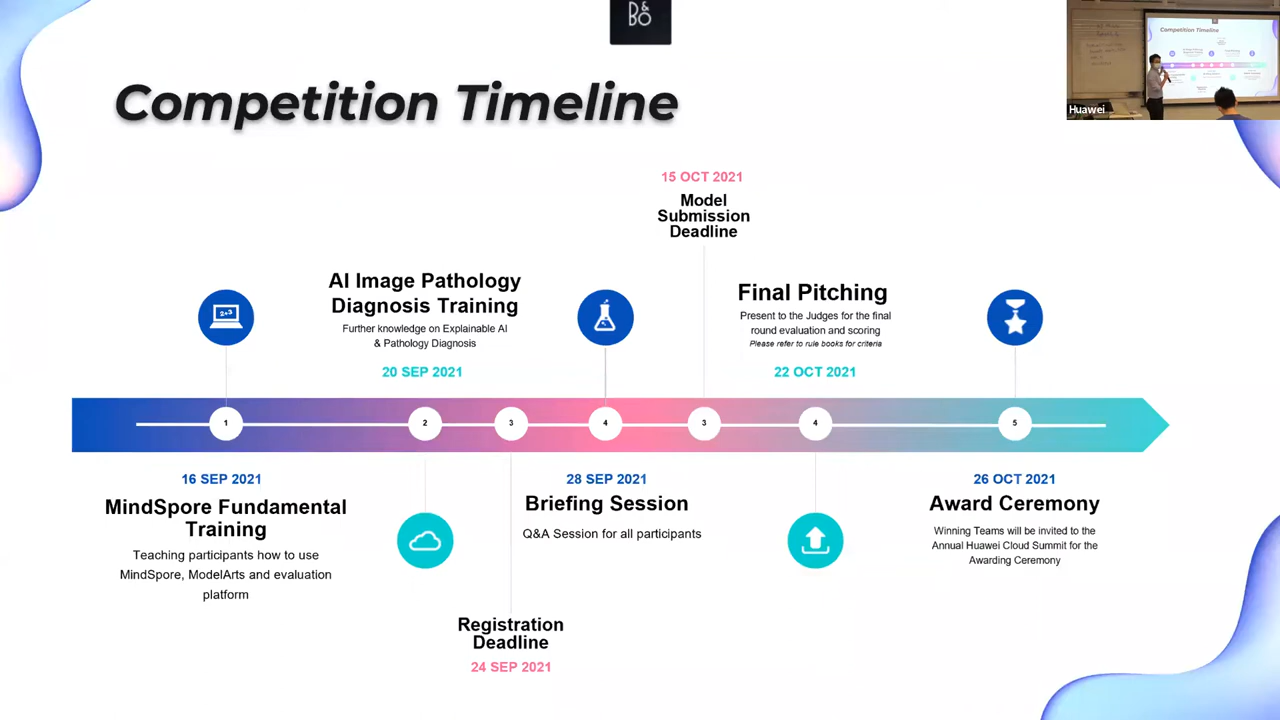 B&O
Huawei
Competition Timeline
15 OCT 2021
Model
Submission
Deadline
AI Image Pathology
Diagnosis Training
Further knowledge on Explainable AI
& Pathology Diagnosis
20 SEP 2021
Final Pitching
Present to the Judges for the final
round evaluation and scoring
Please refer to rule books for criteria
22 OCT 2021
2+3
1
2
3
4
3
4
5
16 SEP 2021
MindSpore Fundamental
Training
Teaching participants how to use
MindSpore, ModelArts and evaluation
platform
28 SEP 2021
Briefing Session
Q&A Session for all participants
26 OCT 2021
Award Ceremony
Winning Teams will be invited to the
Annual Huawei Cloud Summit for the
Awarding Ceremony
Registration
Deadline
24 SEP 2021
Competition Timeline